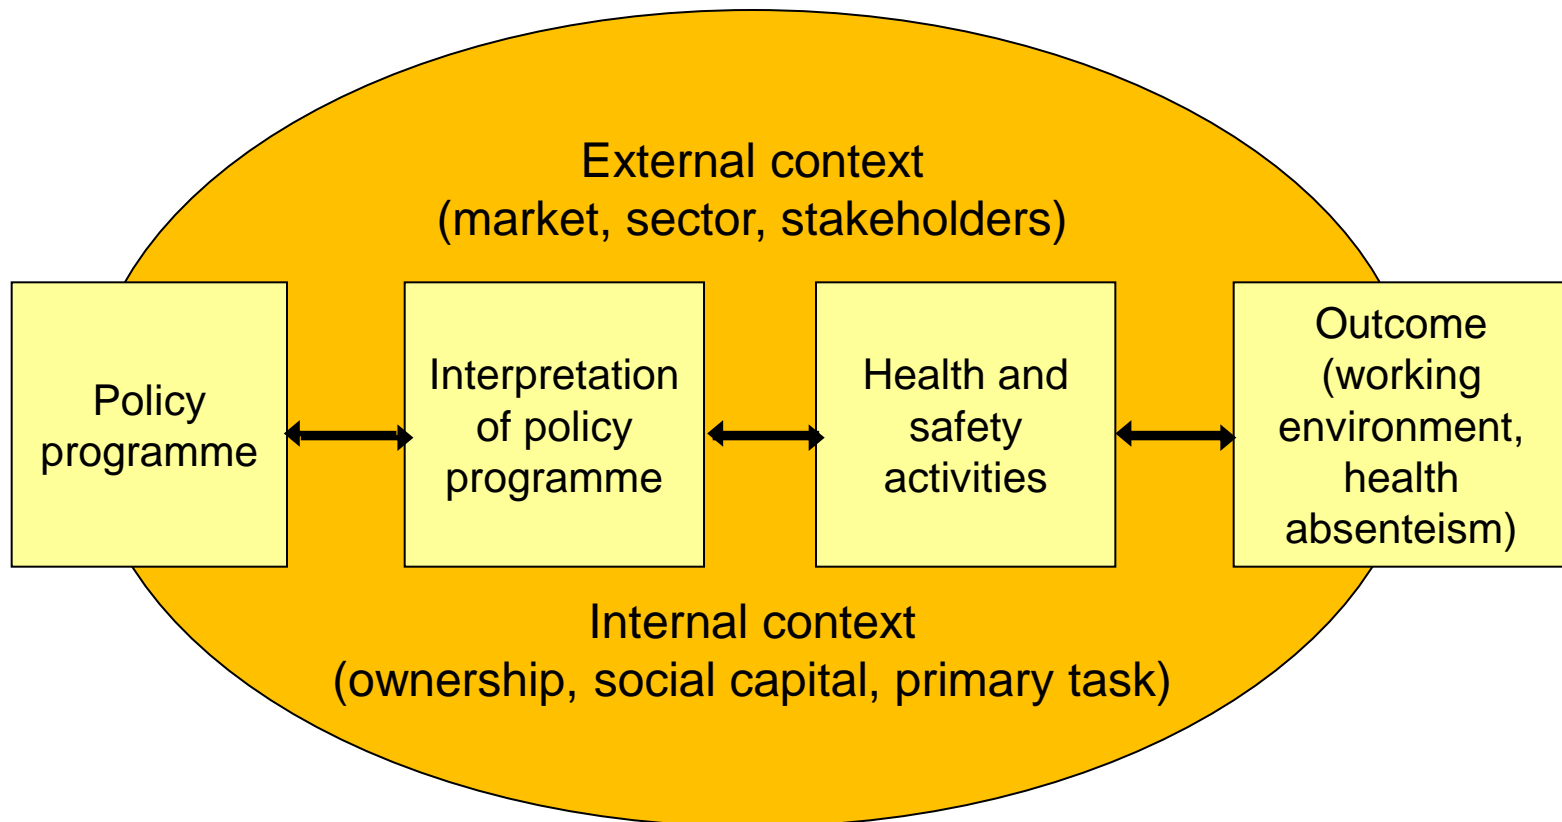 External context
(market, sector, stakeholders)
Policy
programme
Interpretation
of policy
programme
Health and
safety
activities
Outcome
(working
environment,
health
absenteism)
Internal context
(ownership, social capital, primary task)